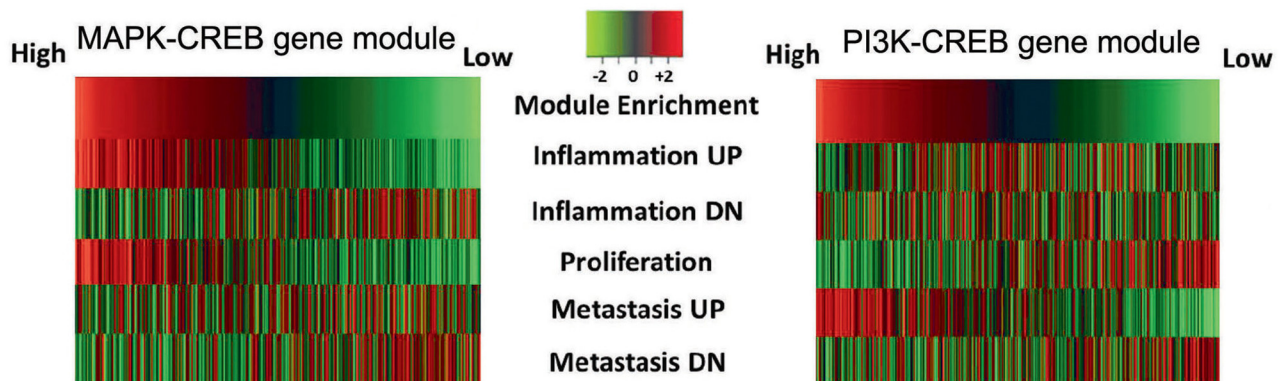 High MAPK-CREB gene module Low
-2 0 +2
High PI3K-CREB gene module Low
Module Enrichment
Inflammation UP
Inflammation DN
Proliferation
Metastasis UP
Metastasis DN